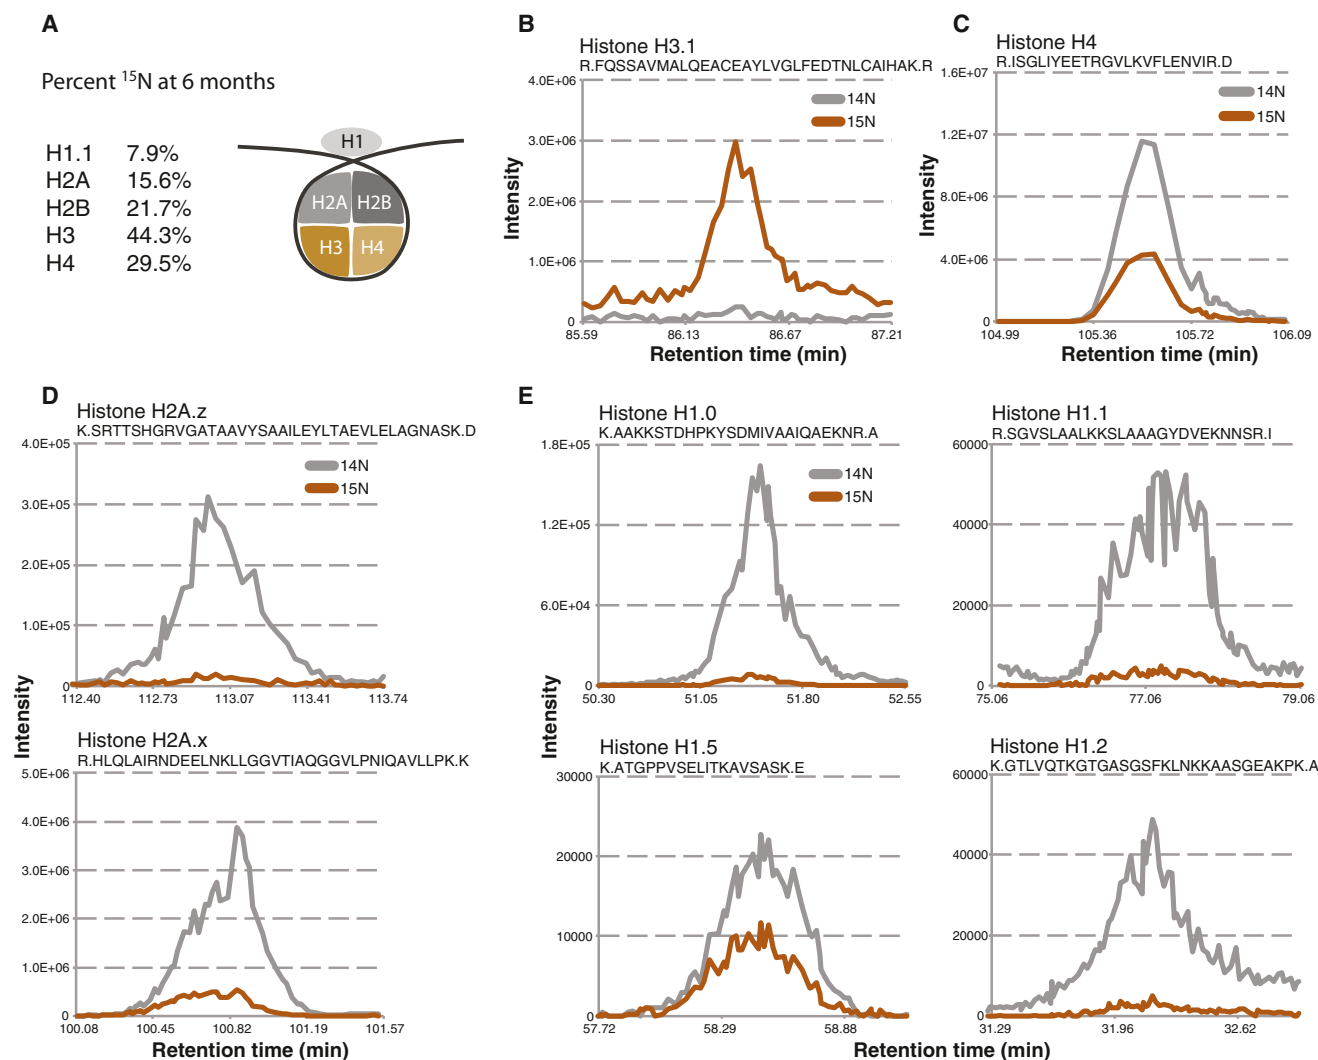 A
Percent ¹⁵N at 6 months
H1.1 7.9%
H2A 15.6%
H2B 21.7%
H3 44.3%
H4 29.5%
H1
H2A H2B
H3 H4
B
Histone H3.1
R.FQSSAVMALQEACEAYLVGLFEDTNLCAIHAK.R
4.0E+06
3.0E+06
2.0E+06
1.0E+06
0
14N
15N
Intensity
85.59 86.13 86.67 87.21
Retention time (min)
C
Histone H4
R.ISGLIYEETRGVLKVFLENVIR.D
1.6E+07
1.2E+07
8.0E+06
4.0E+06
0
14N
15N
Intensity
104.99 105.36 105.72 106.09
Retention time (min)
D
Histone H2A.z
K.SRTTSHGRVGATAAVYSAAILEYLTAEVLELAGNASK.D
4.0E+05
3.0E+05
2.0E+05
1.0E+05
0
14N
15N
112.40 112.73 113.07 113.41 113.74
Intensity
Histone H2A.x
R.HLQLAIRNDEELNKLLGGVTIAQGGVLPNIQAVLLPK.K
5.0E+06
4.0E+06
3.0E+06
2.0E+06
1.0E+06
0
100.08 100.45 100.82 101.19 101.57
Retention time (min)
E
Histone H1.0
K.AAKKSTDHPKYSDMIVAAIQAEKNR.A
1.8E+05
1.2E+05
6.0E+04
0
14N
15N
50.30 51.05 51.80 52.55
Intensity
Histone H1.1
R.SGVSLAALKKSLAAAGYDVEKNNSR.I
60000
40000
20000
0
75.06 77.06 79.06
Histone H1.5
K.ATGPPVSELITKAVSASK.E
30000
20000
10000
0
57.72 58.29 58.88
Histone H1.2
K.GTLVQTKGTGASGSFKLNKKAASGEAKPK.A
60000
40000
20000
0
31.29 31.96 32.62
Retention time (min)